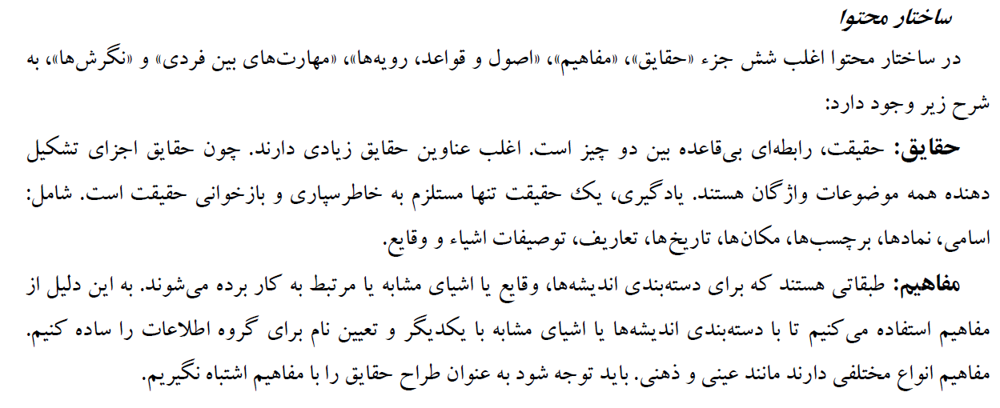 ساختار محتوا
در ساختار محتوا اغلب شش جزء «حقایق»، «مفاهیم»، «اصول و قواعد، رویه‌ها»، «مهارت‌های بین فردی» و «نگرش‌ها»، به
شرح زیر وجود دارد:
حقایق: حقیقت، رابطه‌ای بی‌قاعده بین دو چیز است. اغلب عناوین حقایق زیادی دارند. چون حقایق اجزای تشکیل
دهنده همه موضوعات واژگان هستند. یادگیری، یک حقیقت تنها مستلزم به خاطرسپاری و بازخوانی حقیقت است. شامل:
اسامی، نمادها، برچسب‌ها، مکان‌ها، تاریخ‌ها، تعاریف، توصیفات اشیاء و وقایع.
مفاهیم: طبقاتی هستند که برای دسته‌بندی اندیشه‌ها، وقایع یا اشیای مشابه یا مرتبط به کار برده می‌شوند. به این دلیل از
مفاهیم استفاده می‌کنیم تا با دسته‌بندی اندیشه‌ها یا اشیای مشابه با یکدیگر و تعیین نام برای گروه اطلاعات را ساده کنیم.
مفاهیم انواع مختلفی دارند مانند عینی و ذهنی. باید توجه شود به عنوان طراح حقایق را با مفاهیم اشتباه نگیریم.